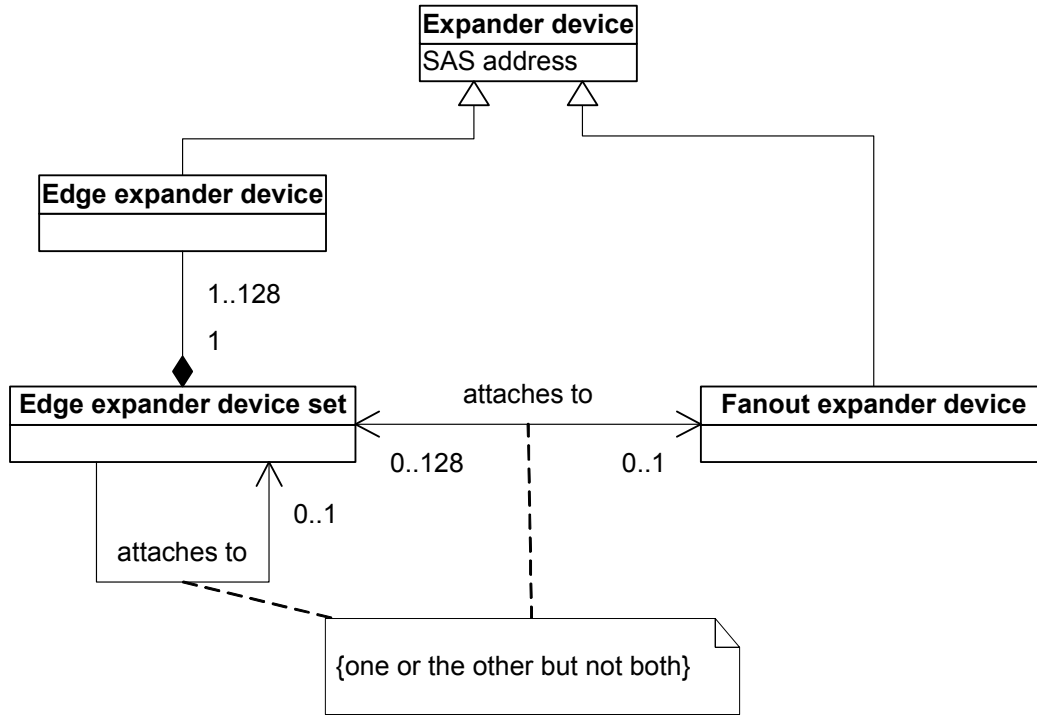 Expander device
SAS address
Edge expander device
1..128
1
Edge expander device set
attaches to
Fanout expander device
0..128
0..1
0..1
attaches to
{one or the other but not both}